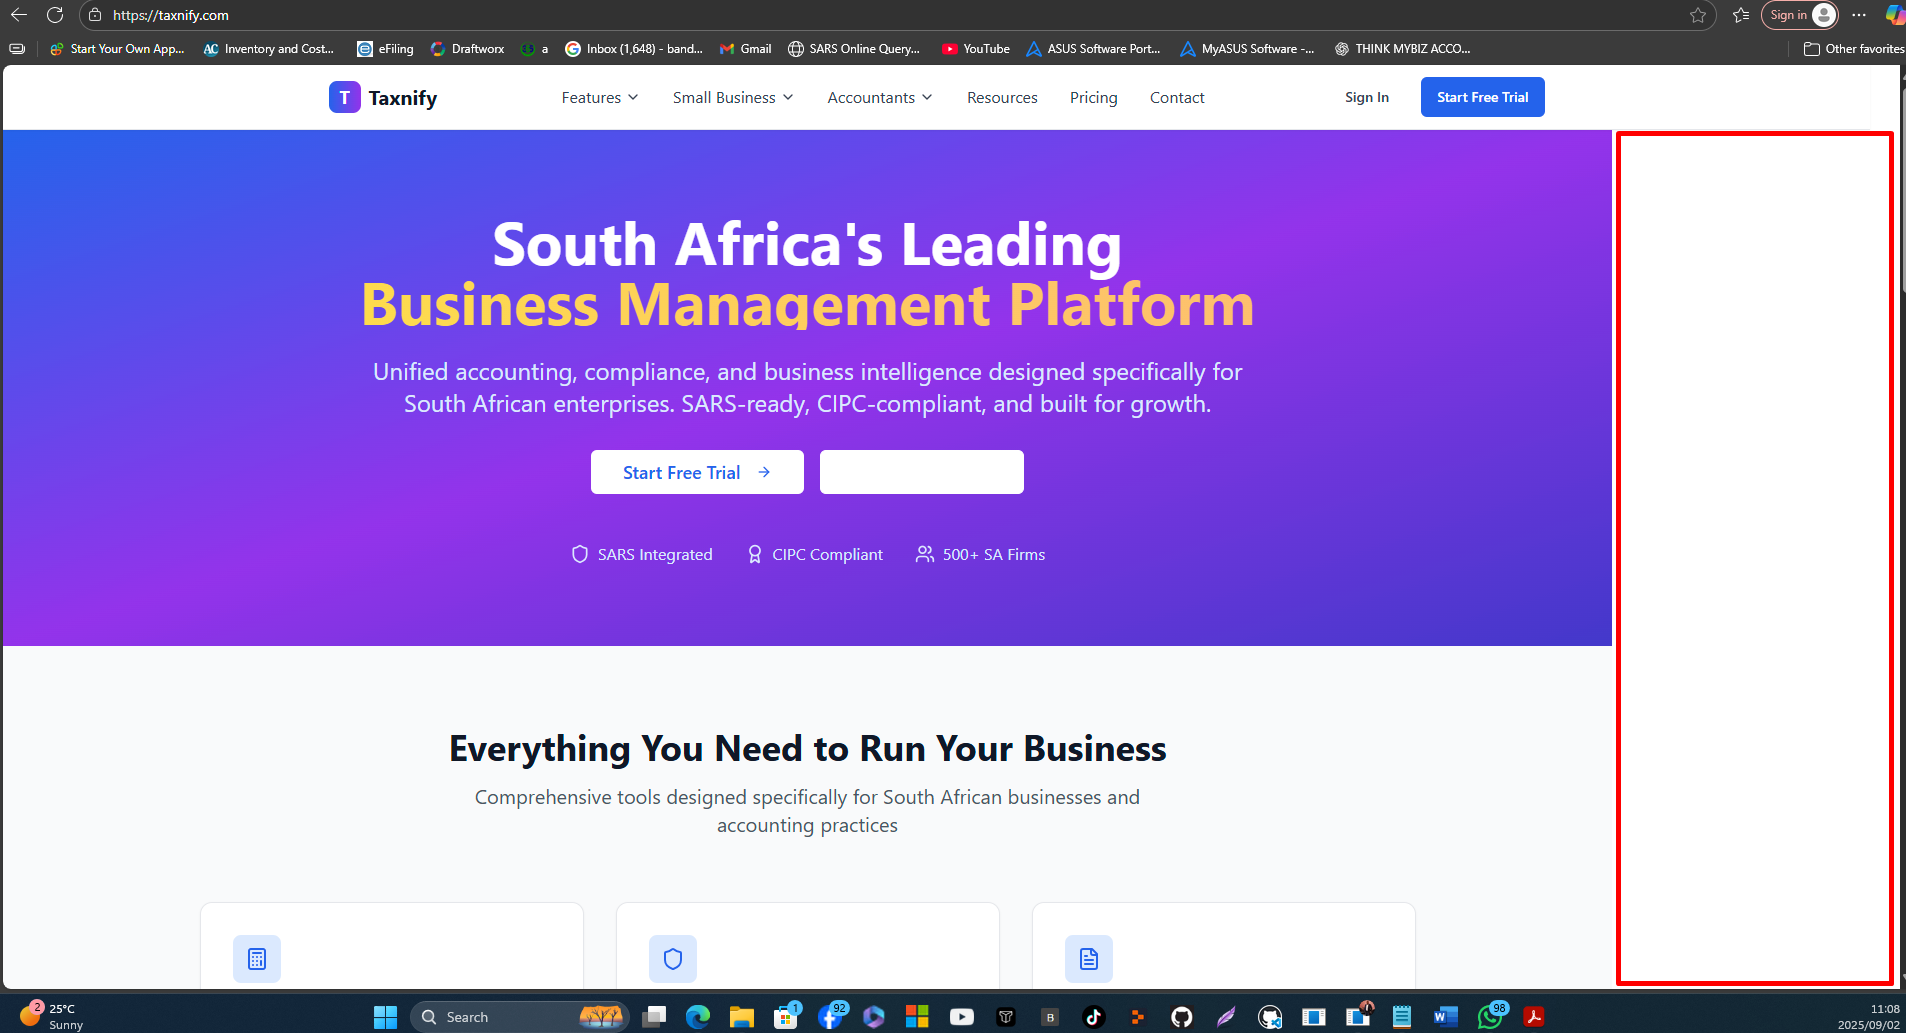 https://taxnify.com
Sign in
Start Your Own App...
AC Inventory and Cost...
eFiling
Draftworx
a
Inbox (1,648) - band...
Gmail
SARS Online Query...
YouTube
ASUS Software Port...
MyASUS Software -...
THINK MYBIZ ACCO...
Other favorites
T Taxnify
Features
Small Business
Accountants
Resources
Pricing
Contact
Sign In
Start Free Trial
South Africa's Leading
Business Management Platform
Unified accounting, compliance, and business intelligence designed specifically for
South African enterprises. SARS-ready, CIPC-compliant, and built for growth.
Start Free Trial
SARS Integrated
CIPC Compliant
500+ SA Firms
Everything You Need to Run Your Business
Comprehensive tools designed specifically for South African businesses and
accounting practices
2
25°C
Sunny
Search
1
92
B
W
98
11:08
2025/09/02